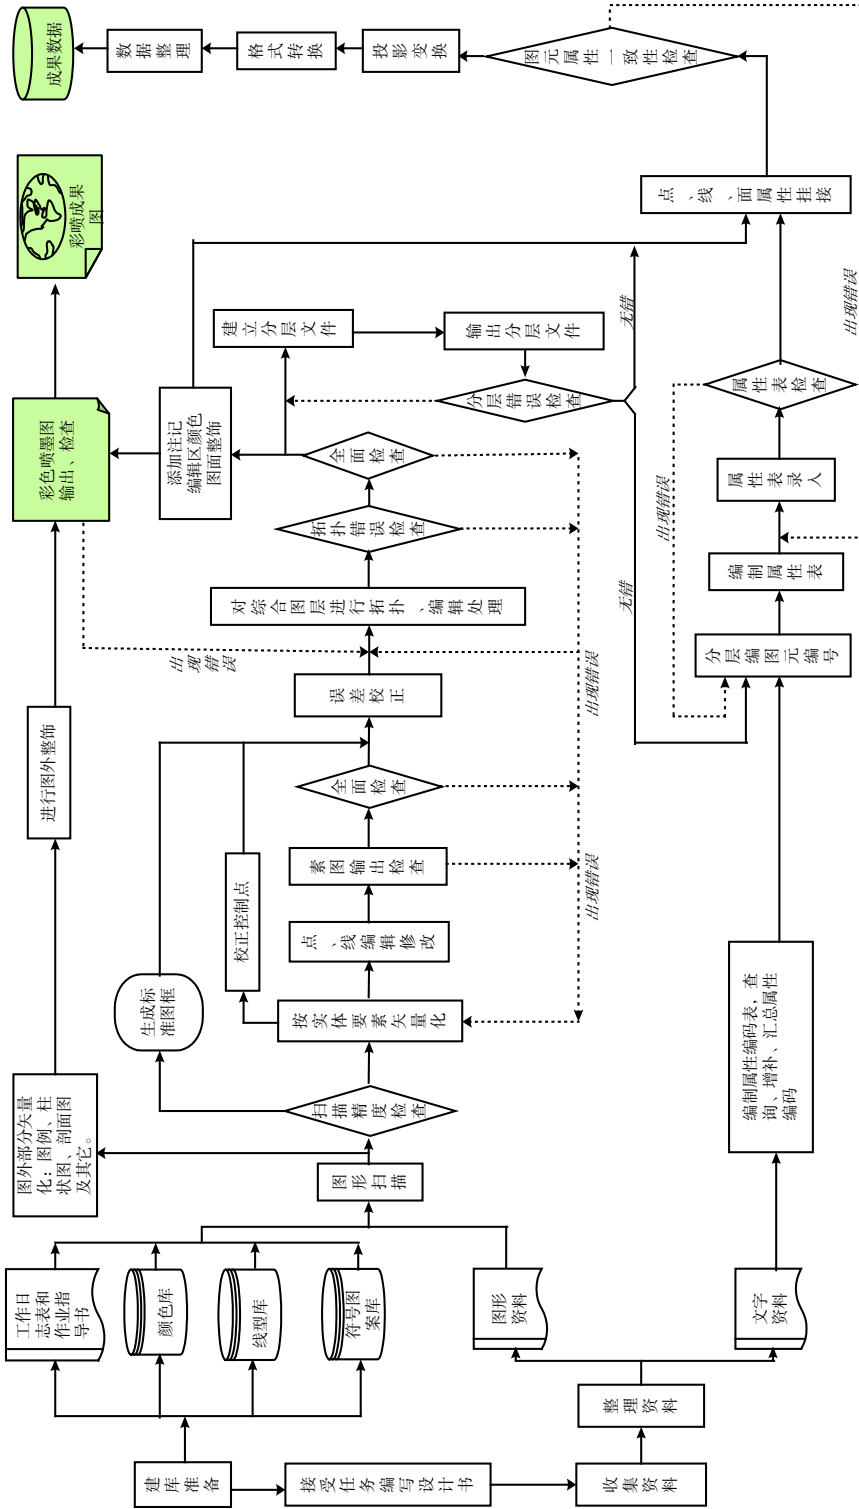 建库准备
接受任务编写设计书
收集资料
整理资料
工作日
志表和
作业指
导书
颜色库
线型库
符号图
案库
图形
资料
文字
资料
图形扫描
图外部分矢量
化：图例、柱
状图、剖面图
及其它。
扫描精度检查
生成标
准图框
按实体要素矢量化
校正控制点
点、线编辑修改
素图输出检查
全面检查
误差校正
进行图外整饰
对综合图层进行拓扑、编辑处理
拓扑错误检查
全面检查
出现错误
出现错误
出现错误
添加注记
编辑区颜色
图面整饰
彩色喷墨图
输出、检查
彩喷成果
图
建立分层文件
输出分层文件
分层错误检查
无错
无错
编制属性编码表，查
询、增补、汇总属性
编码
分层编图元编号
编制属性表
属性表录人
属性表检查
出现错误
出现错误
点、线、面属性挂接
图元属性一致性检查
投影变换
格式转换
数据整理
成果数据